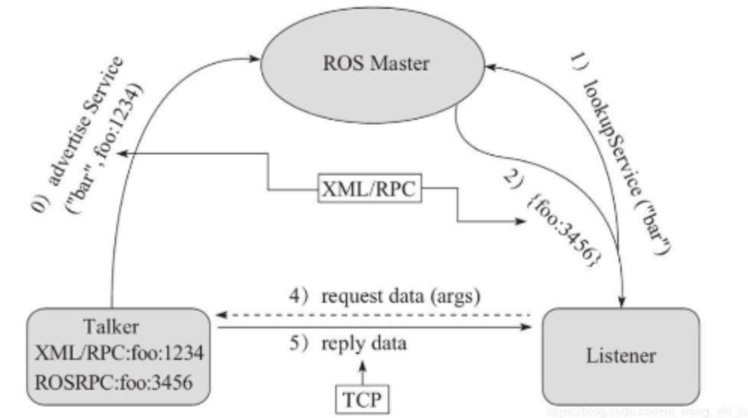 ROS Master
0) advertise Service
("bar", foo:1234)
1) lookupService ("bar")
XML/RPC
2) {foo:3456}
4) request data (args)
5) reply data
Talker
XML/RPC:foo:1234
ROSRPC:foo:3456
Listener
TCP